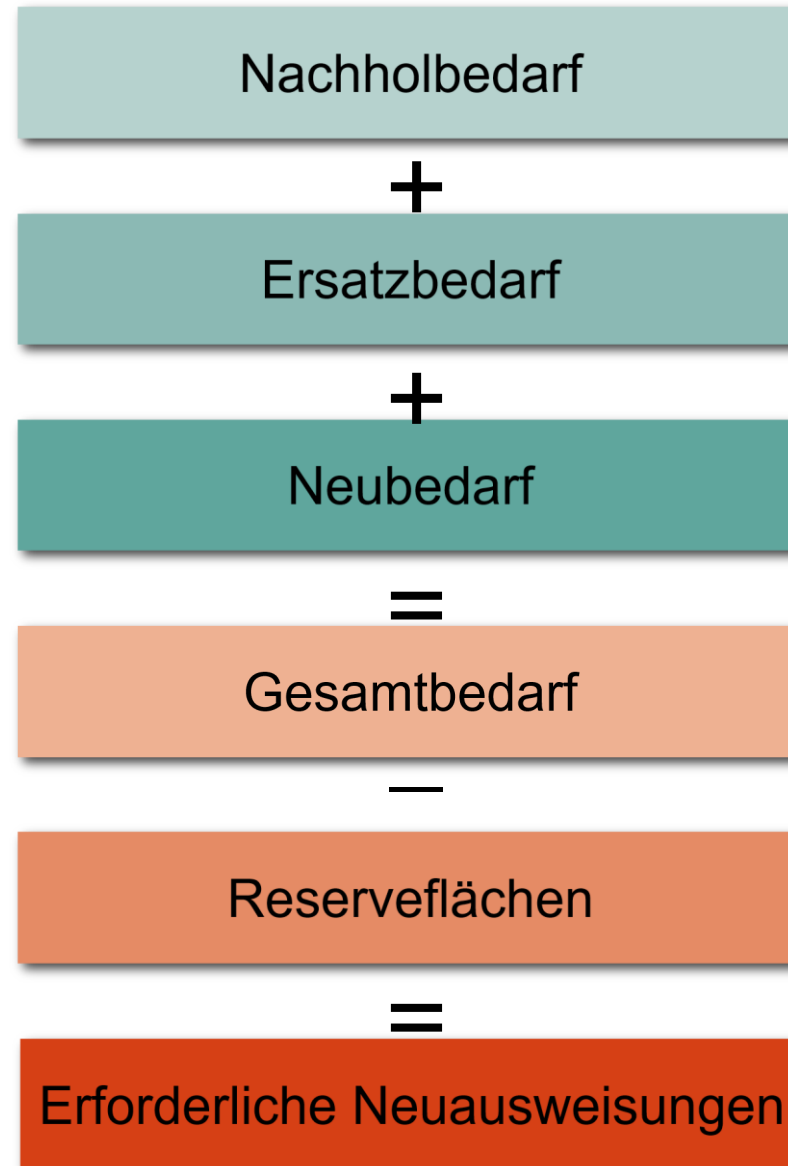 Nachholbedarf
+
Ersatzbedarf
+
Neubedarf
=
Gesamtbedarf
—
Reserveflächen
=
Erforderliche Neuausweisungen